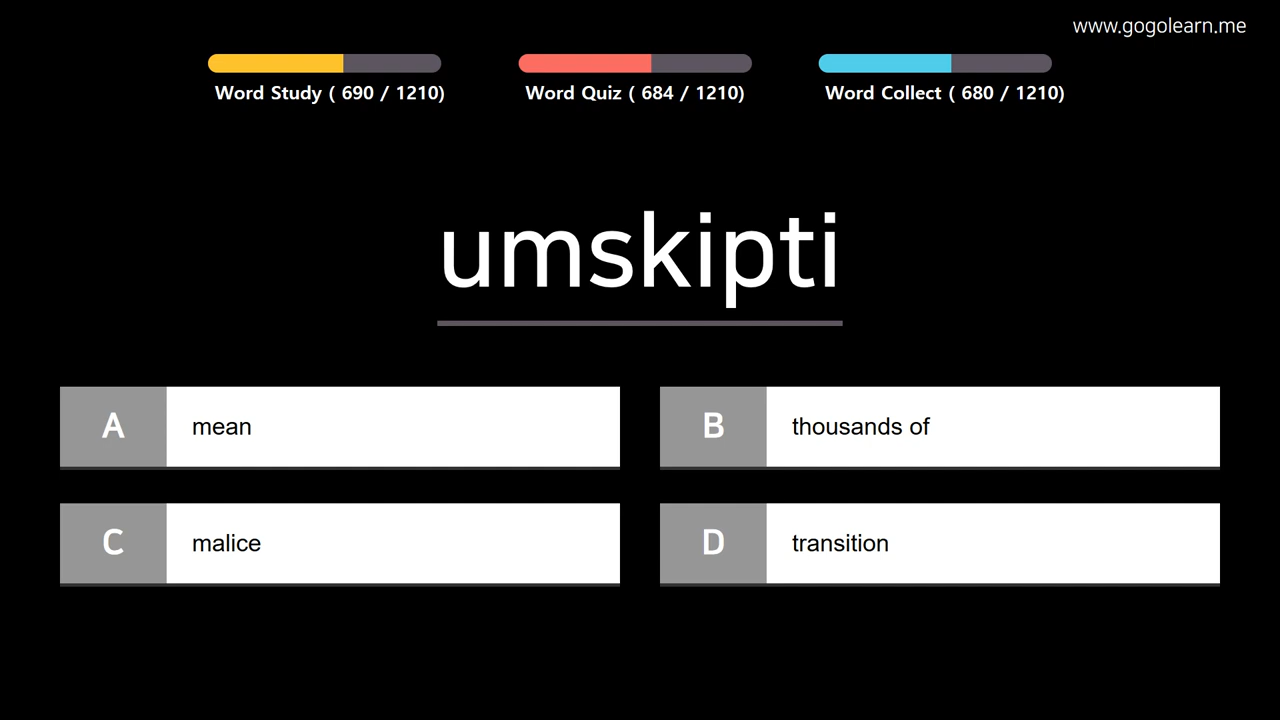 www.gogolearn.me
Word Study ( 690 / 1210)
Word Quiz ( 684 / 1210)
Word Collect ( 680 / 1210)
umskipti
A mean
B thousands of
C malice
D transition